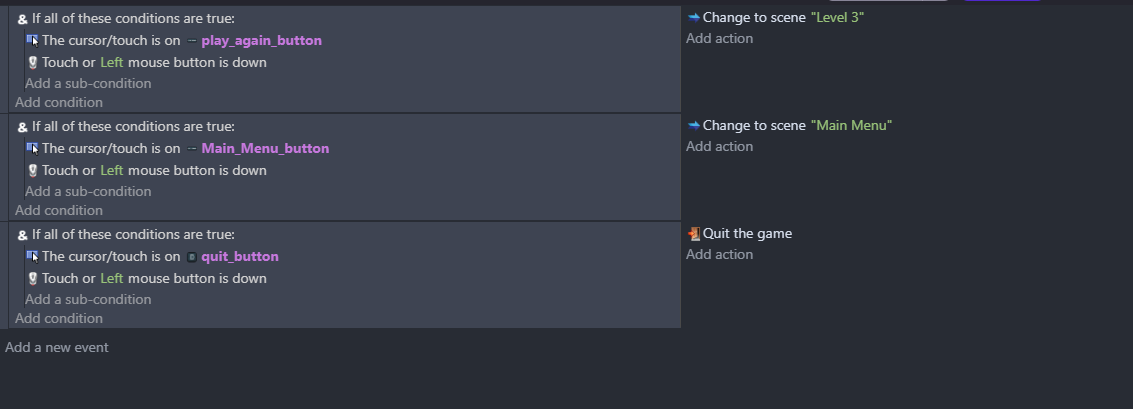 & If all of these conditions are true:
Change to scene "Level 3"
The cursor/touch is on play_again_button
Add action
Touch or Left mouse button is down
Add a sub-condition
Add condition
& If all of these conditions are true:
Change to scene "Main Menu"
The cursor/touch is on Main_Menu_button
Add action
Touch or Left mouse button is down
Add a sub-condition
Add condition
& If all of these conditions are true:
Quit the game
The cursor/touch is on quit_button
Add action
Touch or Left mouse button is down
Add a sub-condition
Add condition
Add a new event